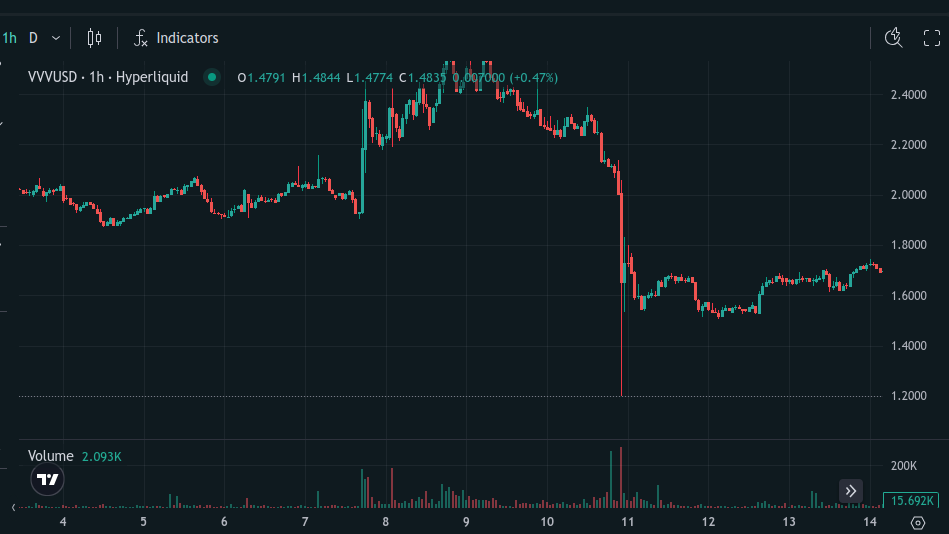 1h D Indicators
VVVUSD · 1h · Hyperliquid O1.4791 H1.4844 L1.4774 C1.4835 0.007000 (+0.47%)
2.4000
2.2000
2.0000
1.8000
1.6000
1.4000
1.2000
Volume 2.093K
200K
15.692K
4 5 6 7 8 9 10 11 12 13 14